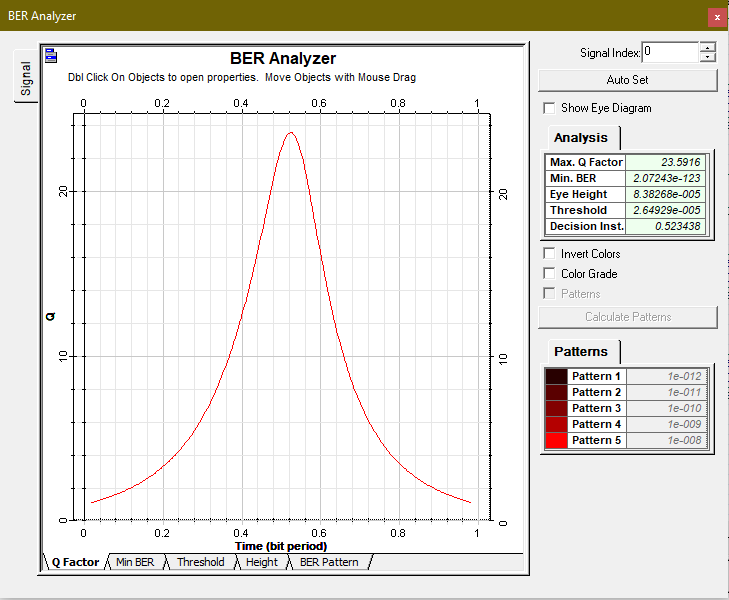 BER Analyzer
x
Signal
BER Analyzer
Dbl Click On Objects to open properties.  Move Objects with Mouse Drag
0 0.2 0.4 0.6 0.8 1
20 20
Q
10 10
0 0
0 0.2 0.4 0.6 0.8 1
Time (bit period)
Q Factor Min BER Threshold Height BER Pattern
Signal Index: 0
Auto Set
Show Eye Diagram
Analysis
Max. Q Factor 23.5916
Min. BER 2.07243e-123
Eye Height 8.38268e-005
Threshold 2.64929e-005
Decision Inst. 0.523438
Invert Colors
Color Grade
Patterns
Calculate Patterns
Patterns
Pattern 1 1e-012
Pattern 2 1e-011
Pattern 3 1e-010
Pattern 4 1e-009
Pattern 5 1e-008